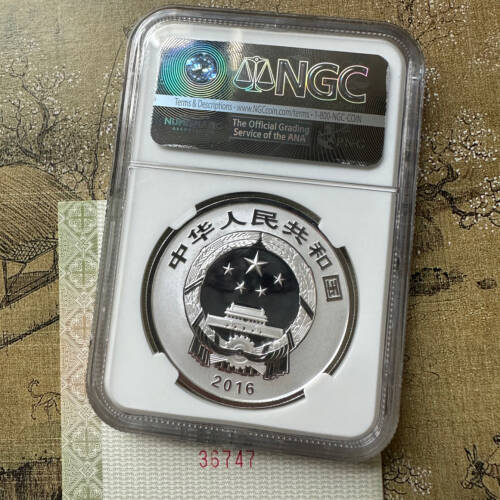 NGC
Terms & Descriptions • www.NGCcoin.com/terms • 1-800-NGC-COIN
The Official Grading
Service of the ANA
中华人民共和国
2016
36747